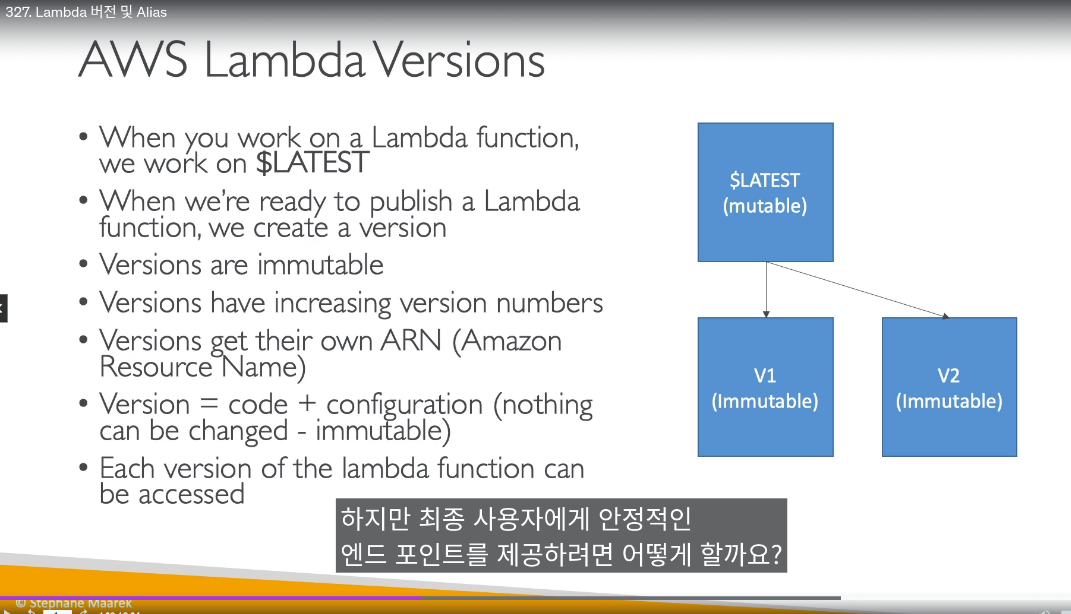 327. Lambda 버전 및 Alias
AWS Lambda Versions
• When you work on a Lambda function,
we work on $LATEST
• When we're ready to publish a Lambda
function, we create a version
• Versions are immutable
• Versions have increasing version numbers
• Versions get their own ARN (Amazon
Resource Name)
• Version = code + configuration (nothing
can be changed - immutable)
• Each version of the lambda function can
be accessed
$LATEST
(mutable)
V1
(Immutable)
V2
(Immutable)
하지만 최종 사용자에게 안정적인
엔드 포인트를 제공하려면 어떻게 할까요?
© Stephane Maarek